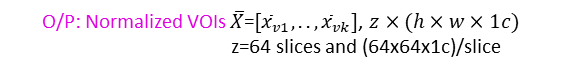 O/P: Normalized VOIs X̄=[ẋᵥ₁,..,ẋᵥₖ], z × (h × w × 1c)
z=64 slices and (64x64x1c)/slice